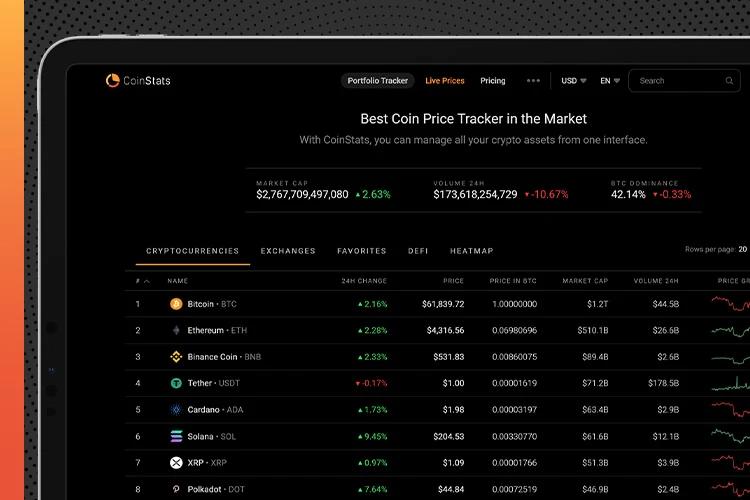 CoinStats Portfolio Tracker Live Prices Pricing ••• USD EN Search
Best Coin Price Tracker in the Market
With CoinStats, you can manage all your crypto assets from one interface.
MARKET CAP VOLUME 24H BTC DOMINANCE
$2,767,709,497,080 ▲2.63% $173,618,254,729 ▼-10.67% 42.14% ▼-0.33%
CRYPTOCURRENCIES EXCHANGES FAVORITES DEFI HEATMAP Rows per page: 20
# NAME 24H CHANGE PRICE PRICE IN BTC MARKET CAP VOLUME 24H PRICE GR
1 Bitcoin • BTC ▲2.16% $61,839.72 1.00000000 $1.2T $44.5B
2 Ethereum • ETH ▲2.28% $4,316.56 0.06980696 $510.1B $26.6B
3 Binance Coin • BNB ▲2.33% $531.83 0.00860075 $89.4B $2.6B
4 Tether • USDT ▼-0.17% $1.00 0.00001619 $71.2B $178.5B
5 Cardano • ADA ▲1.73% $1.98 0.00003197 $63.4B $2.9B
6 Solana • SOL ▲9.45% $204.53 0.00330770 $61.6B $12.1B
7 XRP • XRP ▲0.97% $1.09 0.00001766 $51.3B $3.9B
8 Polkadot • DOT ▲7.64% $44.84 0.00072519 $46.9B $2.4B